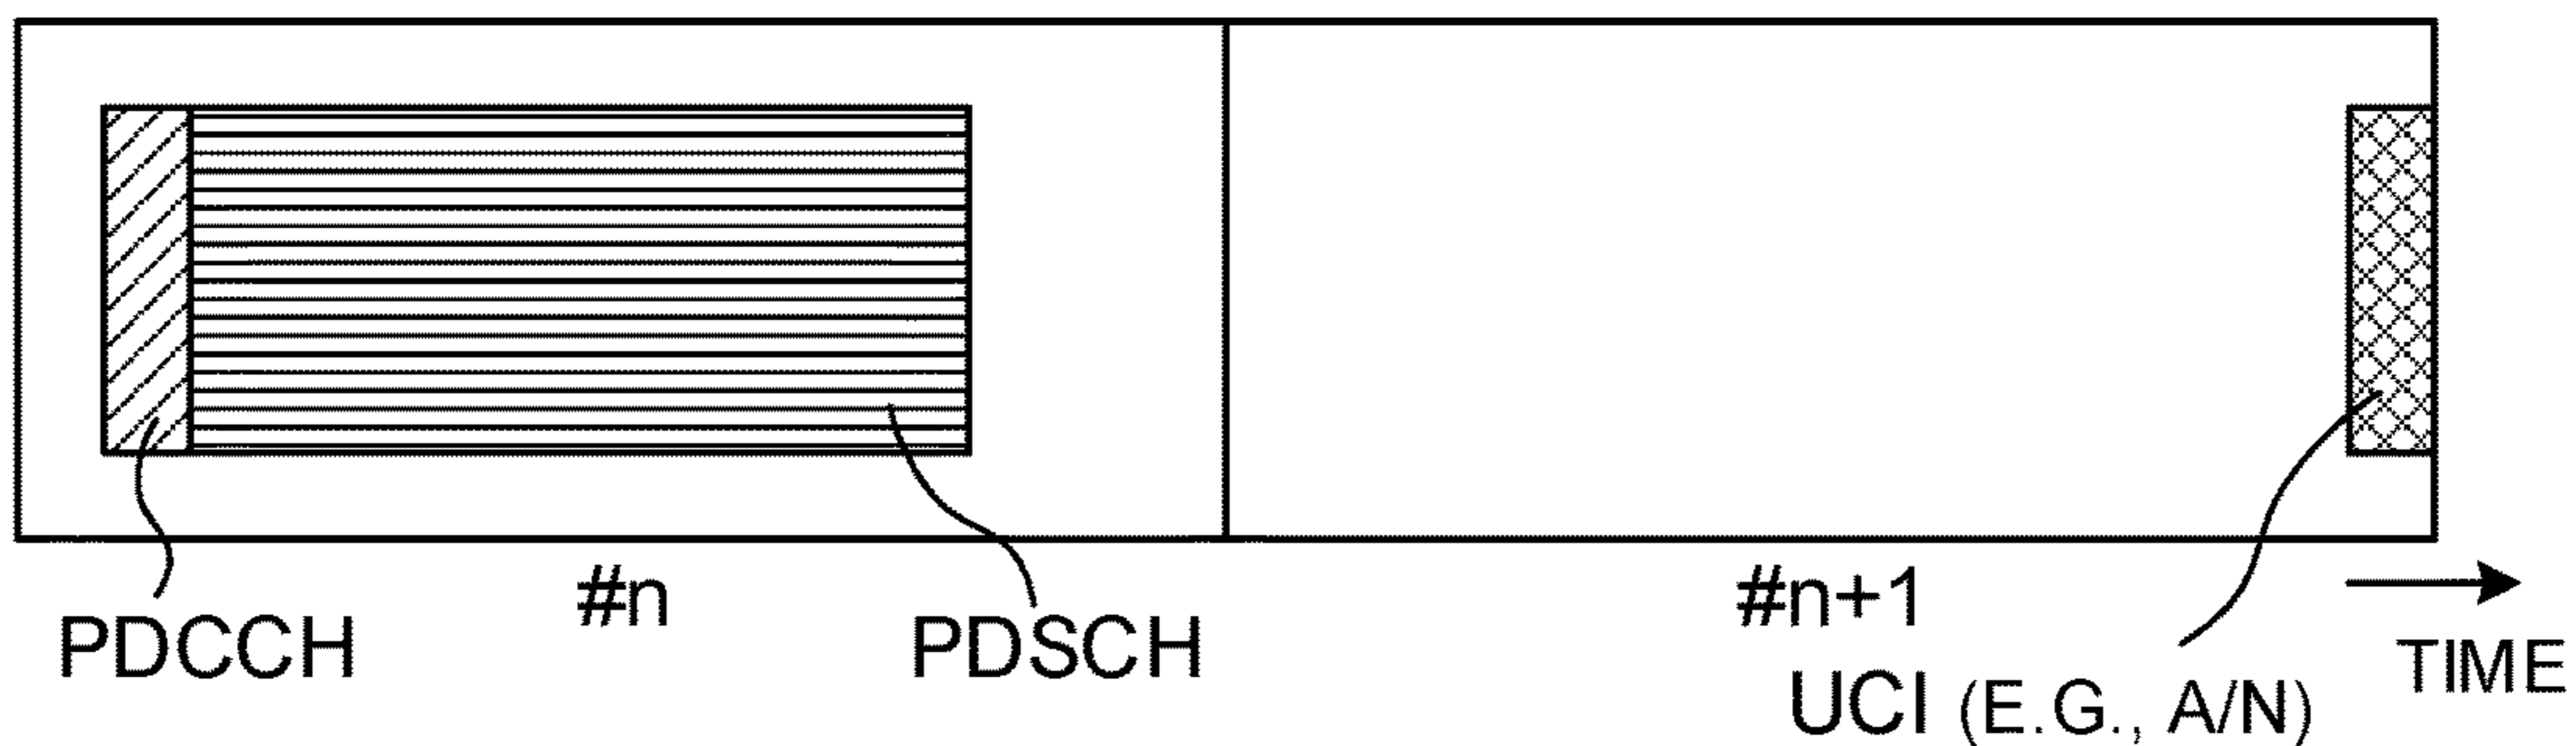 #n
#n+1
PDCCH
PDSCH
UCI (E.G., A/N)
TIME